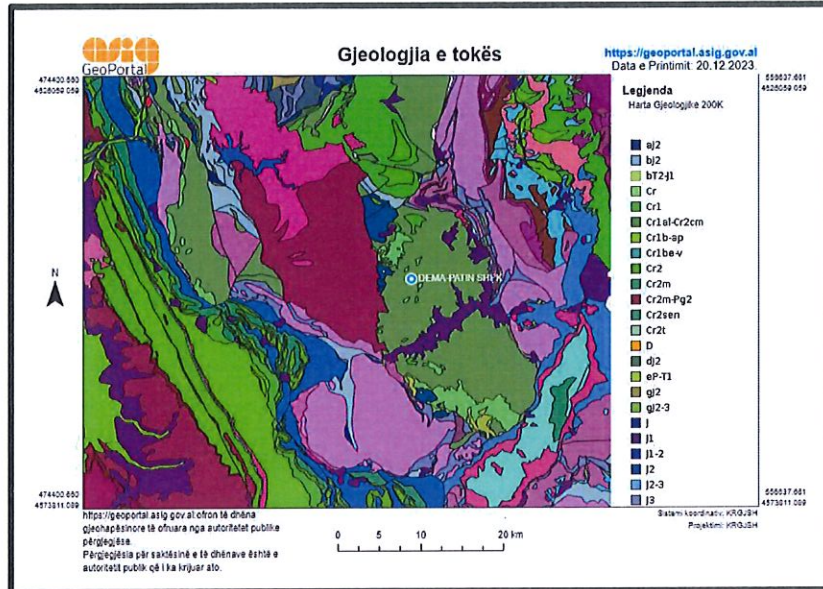 asig
GeoPortal
Gjeologjia e tokës
https://geoportal.asig.gov.al
Data e Printimit: 20.12.2023.
474400.660
4626059.059
556637.661
4626059.059
Legjenda
Harta Gjeologjike 200K
aJ2
bJ2
bT2-J1
Cr
Cr1
Cr1al-Cr2cm
Cr1b-ap
Cr1be-v
Cr2
Cr2m
Cr2m-Pg2
Cr2sen
Cr2t
D
dJ2
eP-T1
gJ2
gJ2-3
J
J1
J1-2
J2
J2-3
J3
N
DEMA-PATIN SHPK
474400.660
4573811.089
556637.661
4573811.089
https://geoportal.asig.gov.al ofron të dhëna
gjeohapësinore të ofruara nga autoritetet publike
përgjegjëse.
Përgjegjësia për saktësinë e të dhënave është e
autoritetit publik që i ka krijuar ato.
0 5 10 20 km
Sistemi koordinativ: KRGJSH
Projeksioni: KRGJSH